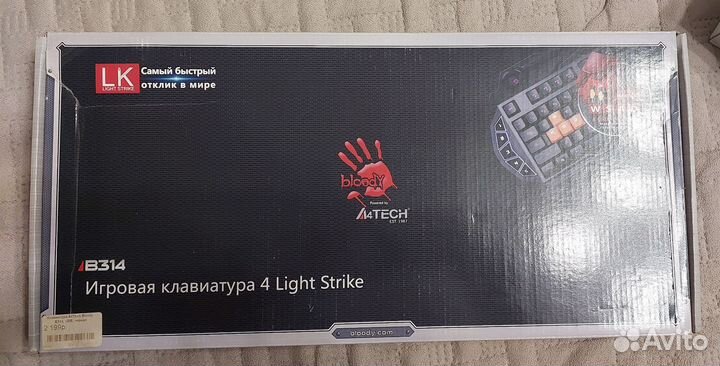 LK
LIGHT STRIKE
Самый быстрый
отклик в мире
bloody
Powered by
A4TECH
EST. 1987
B314
Игровая клавиатура 4 Light Strike
2 199р
bloody.com
Avito